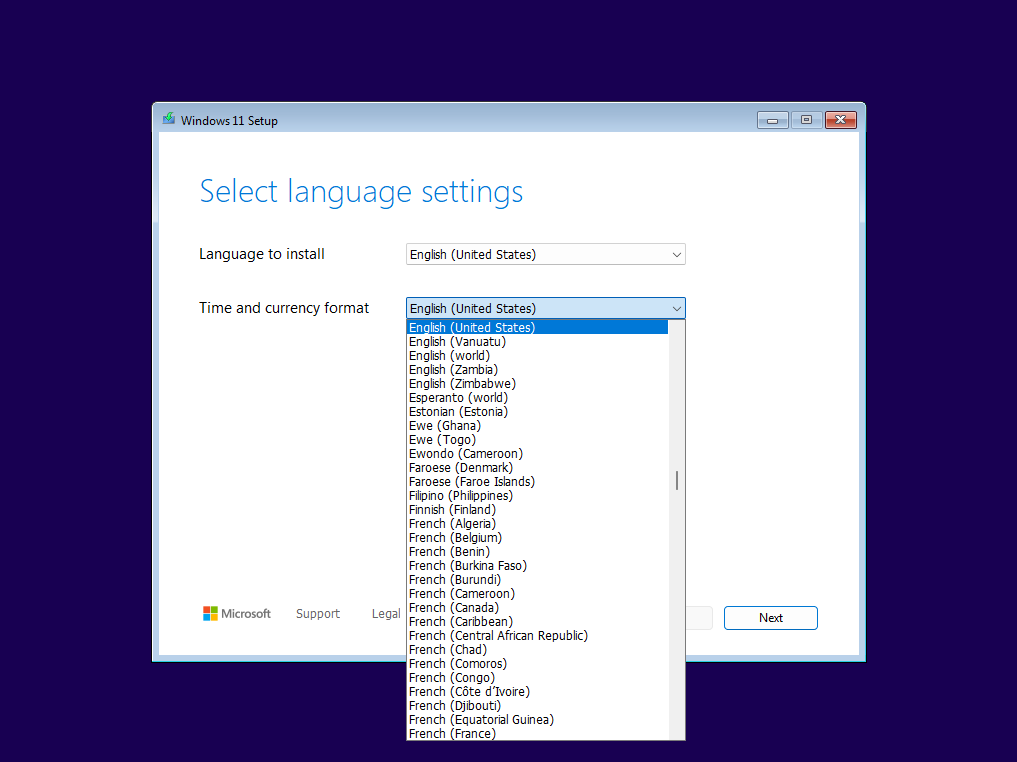 Windows 11 Setup
Select language settings
Language to install
English (United States)
Time and currency format
English (United States)
English (United States)
English (Vanuatu)
English (world)
English (Zambia)
English (Zimbabwe)
Esperanto (world)
Estonian (Estonia)
Ewe (Ghana)
Ewe (Togo)
Ewondo (Cameroon)
Faroese (Denmark)
Faroese (Faroe Islands)
Filipino (Philippines)
Finnish (Finland)
French (Algeria)
French (Belgium)
French (Benin)
French (Burkina Faso)
French (Burundi)
French (Cameroon)
French (Canada)
French (Caribbean)
French (Central African Republic)
French (Chad)
French (Comoros)
French (Congo)
French (Côte d’Ivoire)
French (Djibouti)
French (Equatorial Guinea)
French (France)
Microsoft
Support
Legal
Next